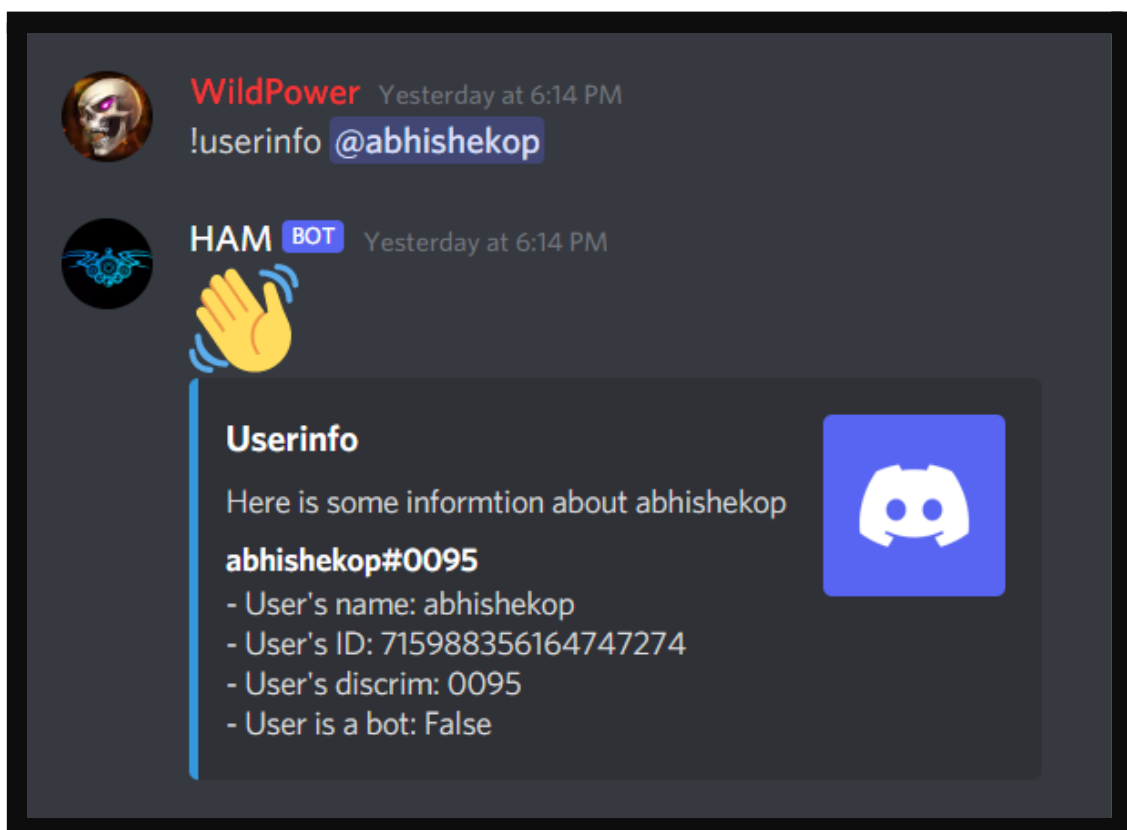 WildPower Yesterday at 6:14 PM
!userinfo @abhishekop
HAM BOT Yesterday at 6:14 PM
Userinfo
Here is some informtion about abhishekop
abhishekop#0095
- User's name: abhishekop
- User's ID: 715988356164747274
- User's discrim: 0095
- User is a bot: False